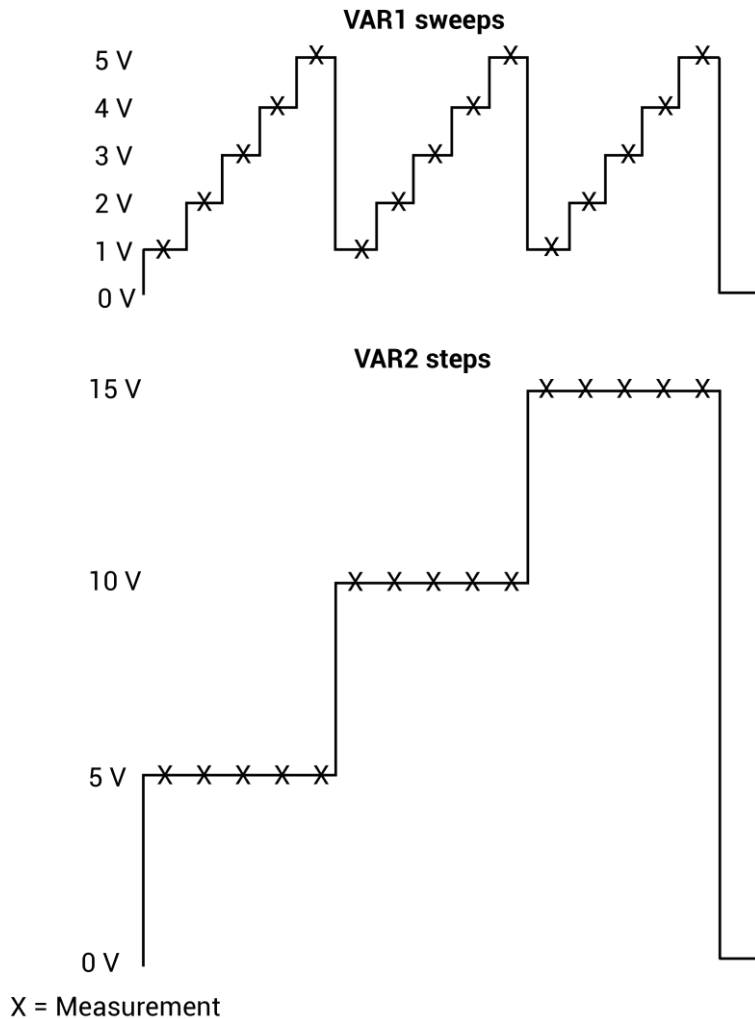 VAR1 sweeps
5 V
4 V
3 V
2 V
1 V
0 V
VAR2 steps
15 V
10 V
5 V
0 V
X = Measurement